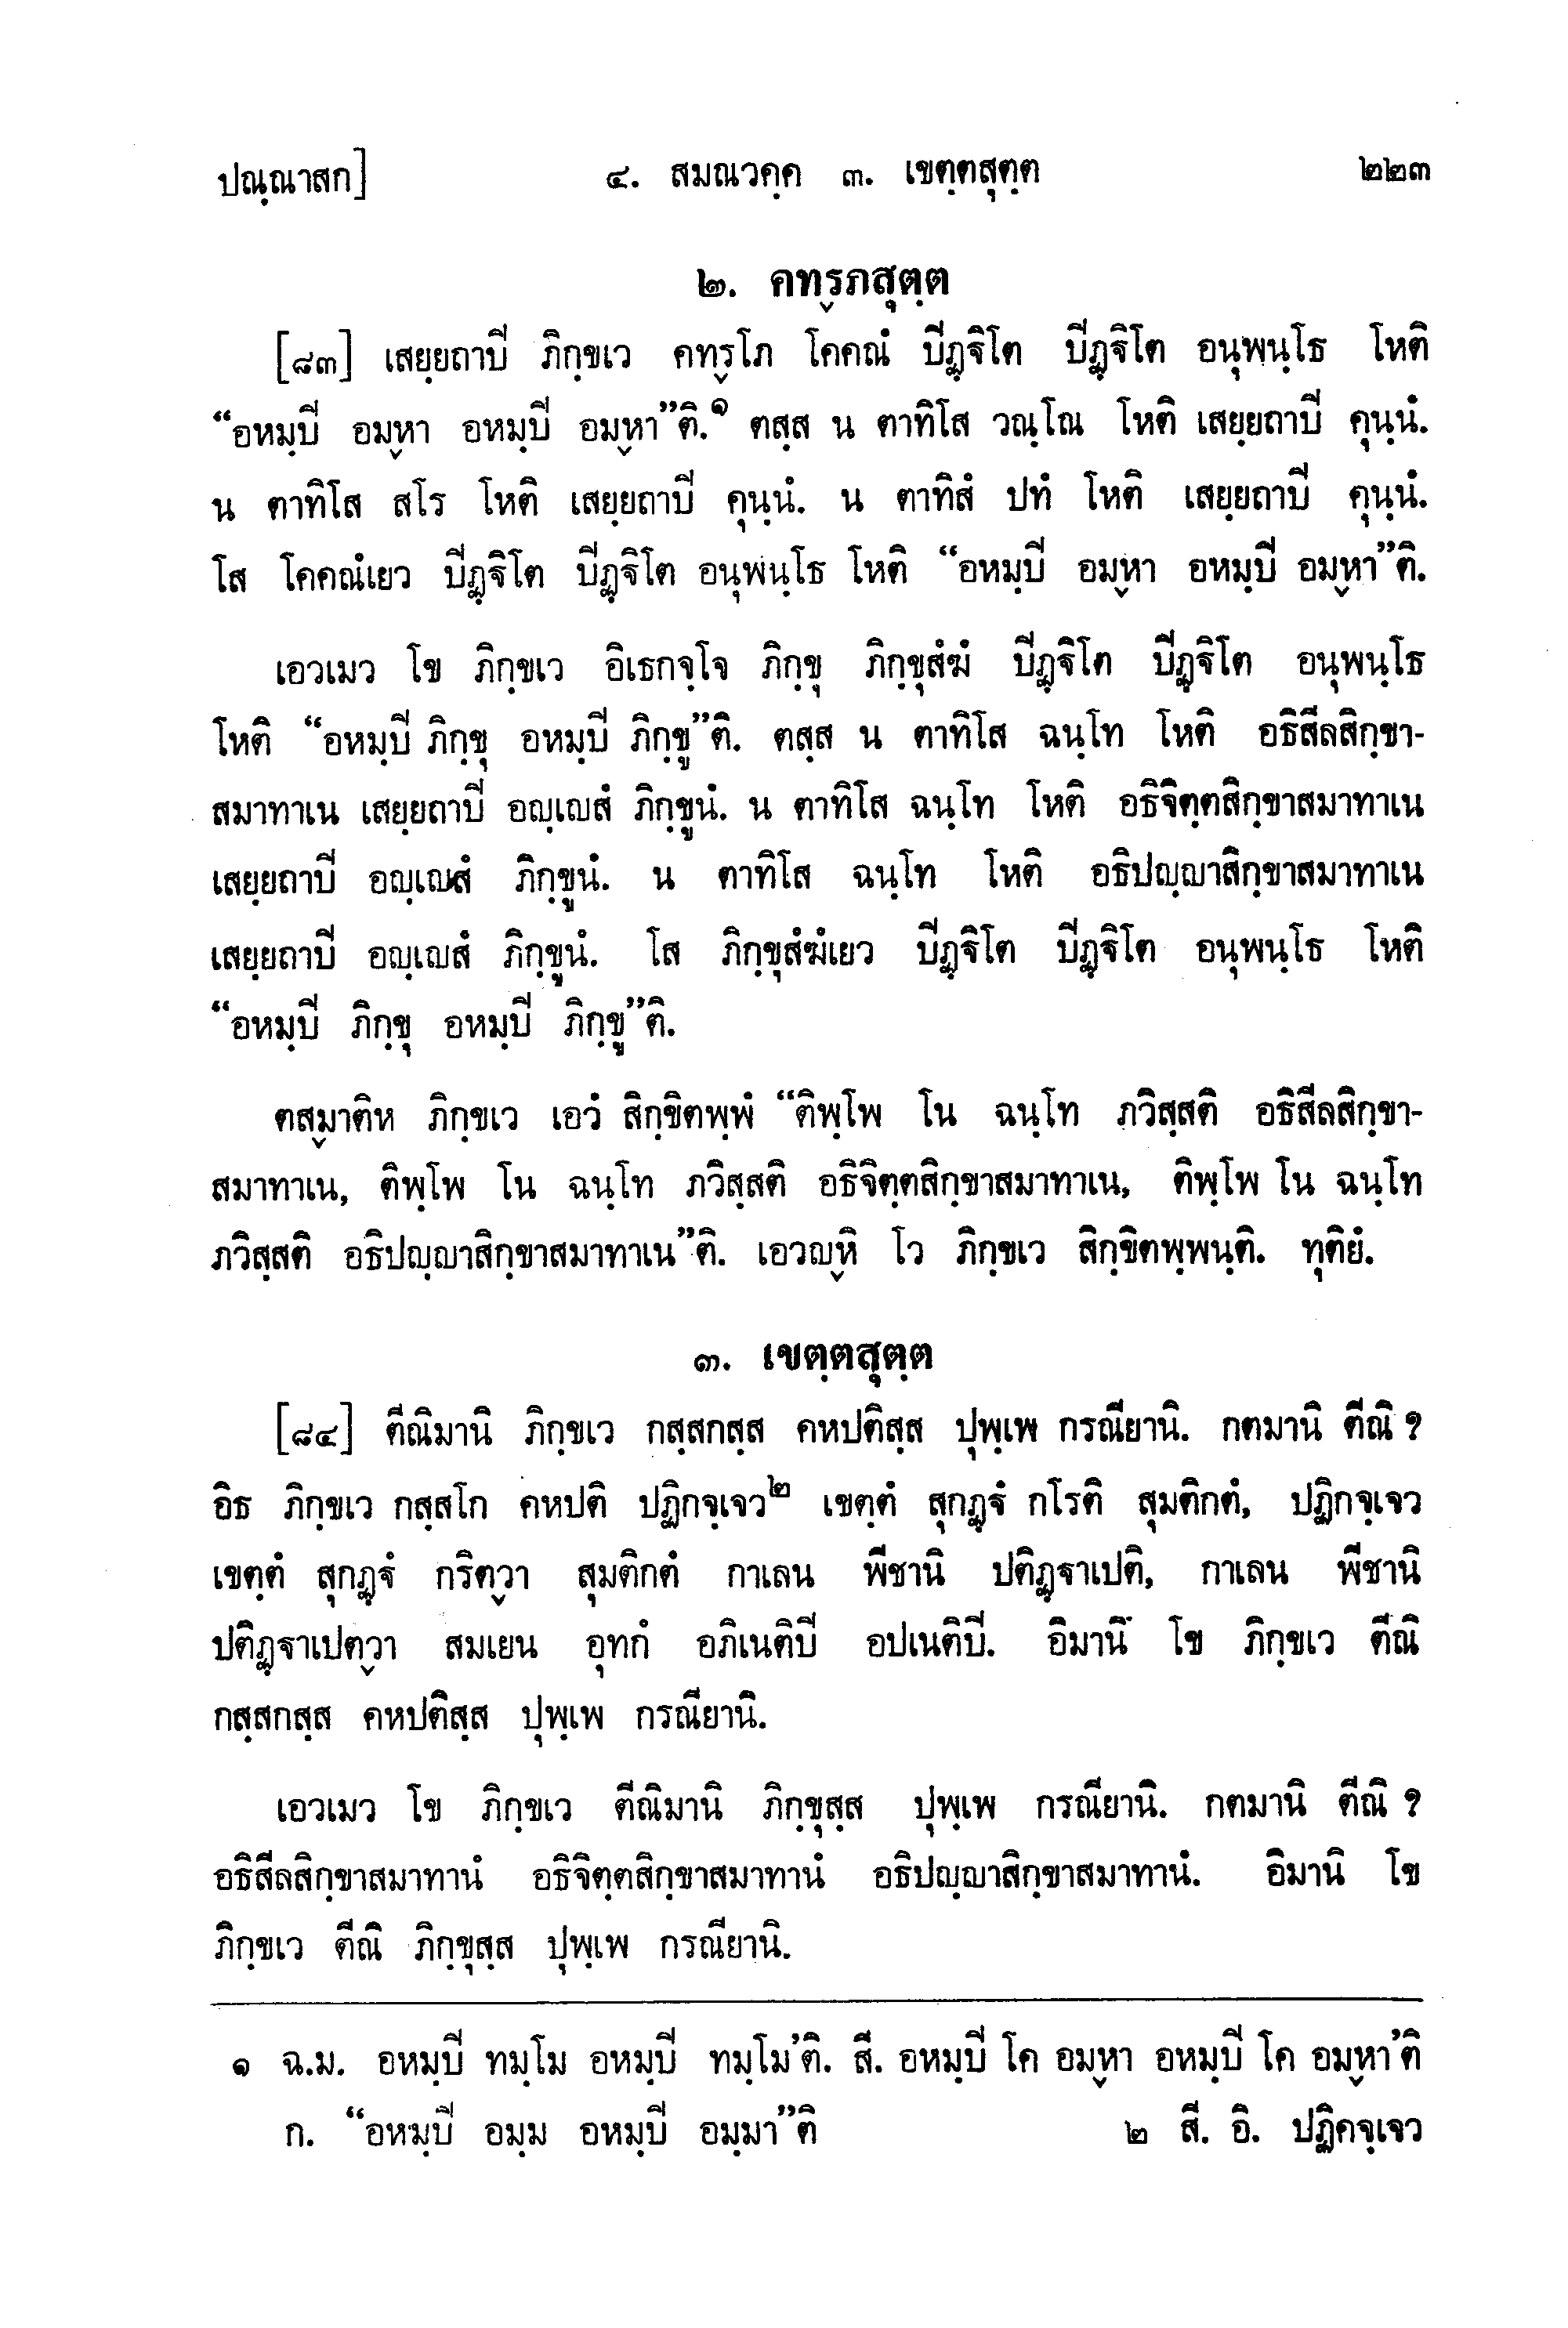 ปณฺณาสก]	๔. สมณวคฺค ๓. เขตฺตสุตฺต	๒๒๓
๒. คทฺรูภสุตฺต
[๘๓] เสยฺยถาปี ภิกฺขเว คทฺรูโภ โคคณํ ปีฏฺฐิโต ปีฏฺฐิโต อนุพนฺโธ โหติ
“อหมฺปี อมฺหา อหมฺปี อมฺหา”ติ.๑ ตสฺส น ตาทิโส วณฺโณ โหติ เสยฺยถาปี คุนฺนํ.
น ตาทิโส สโร โหติ เสยฺยถาปี คุนฺนํ. น ตาทิสํ ปทํ โหติ เสยฺยถาปี คุนฺนํ.
โส โคคณํเยว ปีฏฺฐิโต ปีฏฺฐิโต อนุพนฺโธ โหติ “อหมฺปี อมฺหา อหมฺปี อมฺหา”ติ.
เอวเมว โข ภิกฺขเว อิเธกจฺโจ ภิกฺขุ ภิกฺขุสํฆํ ปีฏฺฐิโต ปีฏฺฐิโต อนุพนฺโธ
โหติ “อหมฺปี ภิกฺขุ อหมฺปี ภิกฺขู”ติ. ตสฺส น ตาทิโส ฉนฺโท โหติ อธิสีลสิกฺขา-
สมาทาเน เสยฺยถาปี อญฺเญสํ ภิกฺขูนํ. น ตาทิโส ฉนฺโท โหติ อธิจิตฺตสิกฺขาสมาทาเน
เสยฺยถาปี อญฺเญสํ ภิกฺขูนํ. น ตาทิโส ฉนฺโท โหติ อธิปญฺญาสิกฺขาสมาทาเน
เสยฺยถาปี อญฺเญสํ ภิกฺขูนํ. โส ภิกฺขุสํฆํเยว ปีฏฺฐิโต ปีฏฺฐิโต อนุพนฺโธ โหติ
“อหมฺปี ภิกฺขุ อหมฺปี ภิกฺขู”ติ.
ตสฺมาติห ภิกฺขเว เอวํ สิกฺขิตพฺพํ “ติพฺโพ โน ฉนฺโท ภวิสฺสติ อธิสีลสิกฺขา-
สมาทาเน, ติพฺโพ โน ฉนฺโท ภวิสฺสติ อธิจิตฺตสิกฺขาสมาทาเน, ติพฺโพ โน ฉนฺโท
ภวิสฺสติ อธิปญฺญาสิกฺขาสมาทาเน”ติ. เอวญฺหิ โว ภิกฺขเว สิกฺขิตพฺพนฺติ. ทุติยํ.
๓. เขตฺตสุตฺต
[๘๔] ตีณิมานิ ภิกฺขเว กสฺสกสฺส คหปติสฺส ปุพฺเพ กรณียานิ. กตมานิ ตีณิ ?
อิธ ภิกฺขเว กสฺสโก คหปติ ปฏิกจฺเจว๒ เขตฺตํ สุกฏฺฐํ กโรติ สุมติกตํ, ปฏิกจฺเจว
เขตฺตํ สุกฏฺฐํ กริตฺวา สุมติกตํ กาเลน พีชานิ ปติฏฺฐาเปติ, กาเลน พีชานิ
ปติฏฺฐาเปตฺวา สมเยน อุทกํ อภิเนติปี อปเนติปี. อิมานิ โข ภิกฺขเว ตีณิ
กสฺสกสฺส คหปติสฺส ปุพฺเพ กรณียานิ.
เอวเมว โข ภิกฺขเว ตีณิมานิ ภิกฺขุสฺส ปุพฺเพ กรณียานิ. กตมานิ ตีณิ ?
อธิสีลสิกฺขาสมาทานํ อธิจิตฺตสิกฺขาสมาทานํ อธิปญฺญาสิกฺขาสมาทานํ. อิมานิ โข
ภิกฺขเว ตีณิ ภิกฺขุสฺส ปุพฺเพ กรณียานิ.
๑ ฉ.ม. อหมฺปี ทมฺโม อหมฺปี ทมฺโม’ติ. สี. อหมฺปี โค อมฺหา อหมฺปี โค อมฺหา’ติ
ก. “อหมฺปี อมฺม อหมฺปี อมฺมา”ติ	๒ สี. อิ. ปฏิคจฺเจว